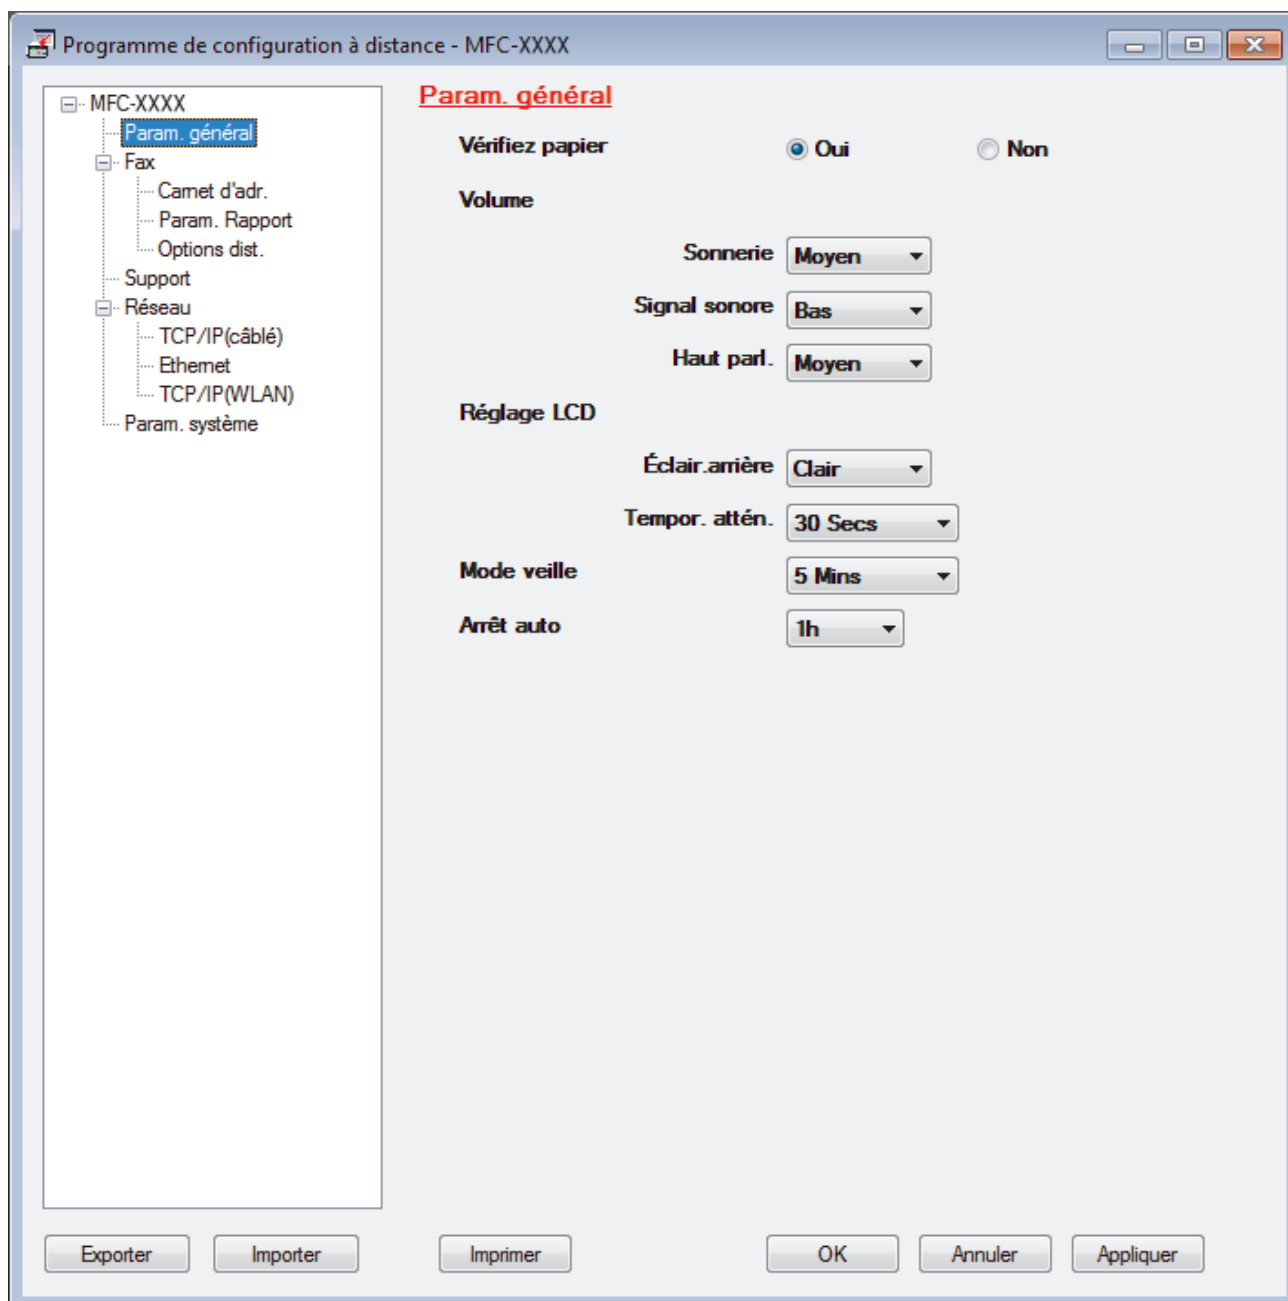 Programme de configuration à distance - MFC-XXXX
MFC-XXXX
Param. général
Fax
Carnet d'adr.
Param. Rapport
Options dist.
Support
Réseau
TCP/IP(câblé)
Ethernet
TCP/IP(WLAN)
Param. système
Param. général
Vérifiez papier Oui Non
Volume
Sonnerie Moyen
Signal sonore Bas
Haut parl. Moyen
Réglage LCD
Éclair.arrière Clair
Tempor. attén. 30 Secs
Mode veille 5 Mins
Arrêt auto 1h
Exporter Importer Imprimer OK Annuler Appliquer